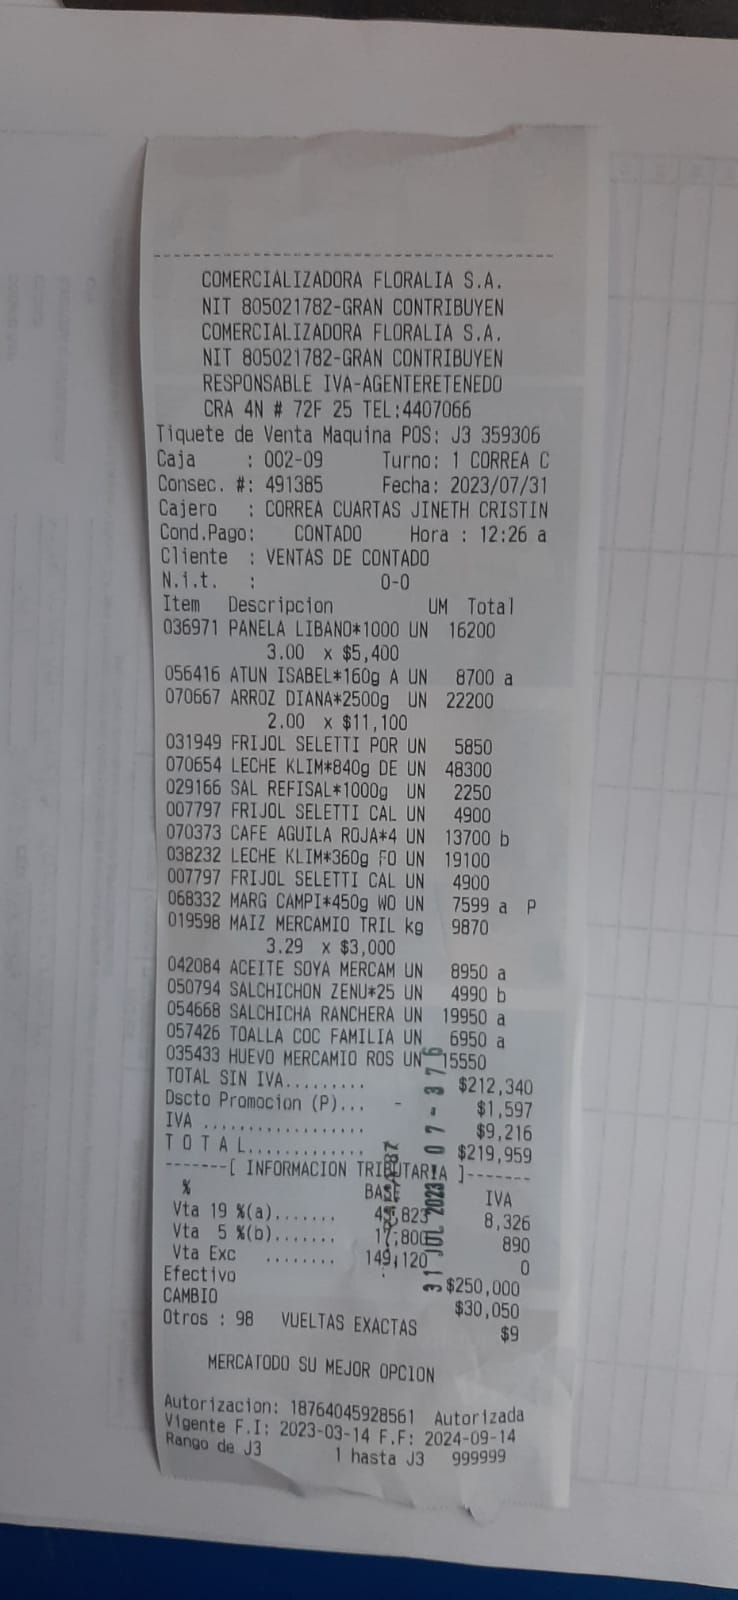 COMERCIALIZADORA FLORALIA S.A.
NIT 805021782-GRAN CONTRIBUYEN
COMERCIALIZADORA FLORALIA S.A.
NIT 805021782-GRAN CONTRIBUYEN
RESPONSABLE IVA-AGENTERETENEDO
CRA 4N # 72F 25 TEL:4407066
Tiquete de Venta Maquina POS: J3 359306
Caja : 002-09 Turno: 1 CORREA C
Consec. #: 491385 Fecha: 2023/07/31
Cajero : CORREA CUARTAS JINETH CRISTIN
Cond.Pago: CONTADO Hora : 12:26 a
Cliente : VENTAS DE CONTADO
N.i.t. : 0-0
Item Descripcion UM Total
036971 PANELA LIBANO*1000 UN 16200
3.00 x $5,400
056416 ATUN ISABEL*160g A UN 8700 a
070667 ARROZ DIANA*2500g UN 22200
2.00 x $11,100
031949 FRIJOL SELETTI POR UN 5850
070654 LECHE KLIM*840g DE UN 48300
029166 SAL REFISAL*1000g UN 2250
007797 FRIJOL SELETTI CAL UN 4900
070373 CAFE AGUILA ROJA*4 UN 13700 b
038232 LECHE KLIM*360g FO UN 19100
007797 FRIJOL SELETTI CAL UN 4900
068332 MARG CAMPI*450g WO UN 7599 a P
019598 MAIZ MERCAMIO TRIL kg 9870
3.29 x $3,000
042084 ACEITE SOYA MERCAM UN 8950 a
050794 SALCHICHON ZENU*25 UN 4990 b
054668 SALCHICHA RANCHERA UN 19950 a
057426 TOALLA COC FAMILIA UN 6950 a
035433 HUEVO MERCAMIO ROS UN 15550
TOTAL SIN IVA......... $212,340
Dscto Promocion (P)... - $1,597
IVA .................. $9,216
T O T A L............. $219,959
-------[ INFORMACION TRIBUTARIA ]-------
% BASE IVA
Vta 19 %(a)....... 8,326
Vta 5 %(b)....... 17,800 890
Vta Exc ........ 149,120 0
Efectivo $250,000
CAMBIO $30,050
Otros : 98 VUELTAS EXACTAS $9
MERCATODO SU MEJOR OPCION
Autorizacion: 18764045928561 Autorizada
Vigente F.I: 2023-03-14 F.F: 2024-09-14
Rango de J3 1 hasta J3 999999
31 JUL 2023 07-376